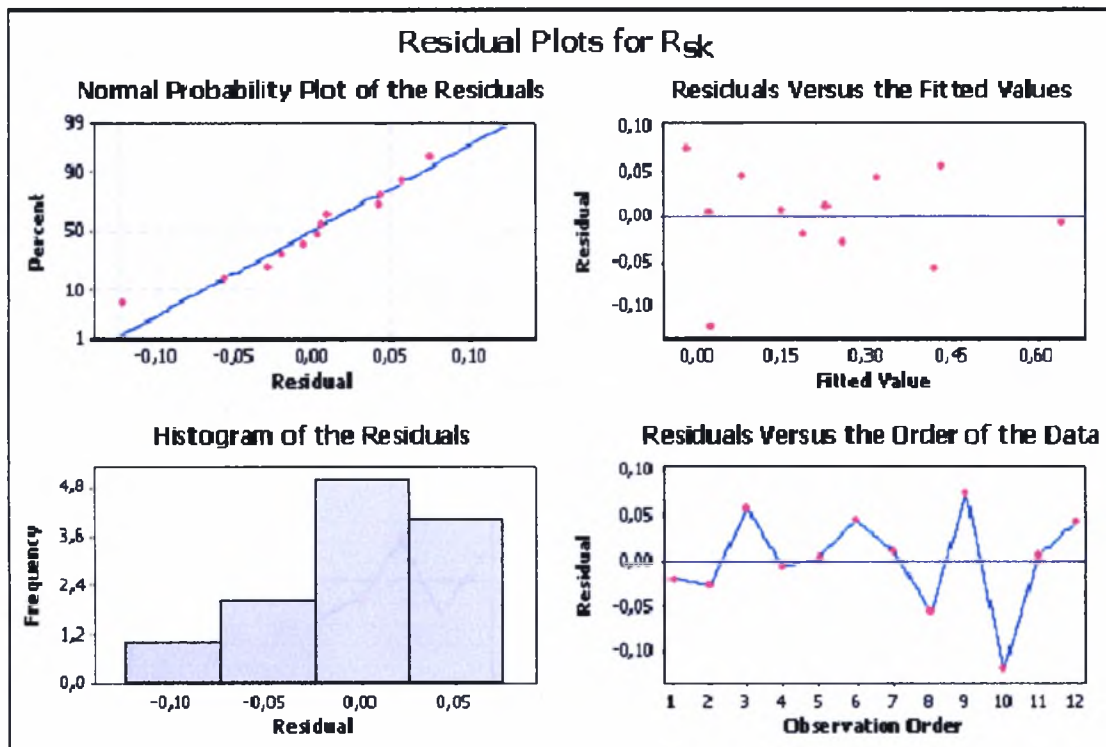 Residual Plots for Rsk
Normal Probability Plot of the Residuals
99
90
50
10
1
Percent
-0,10 -0,05 0,00 0,05 0,10
Residual
Residuals Versus the Fitted Values
0,10
0,05
0,00
-0,05
-0,10
Residual
0,00 0,15 0,30 0,45 0,60
Fitted Value
Histogram of the Residuals
4,8
3,6
2,4
1,2
0,0
Frequency
-0,10 -0,05 0,00 0,05
Residual
Residuals Versus the Order of the Data
0,10
0,05
0,00
-0,05
-0,10
Residual
1 2 3 4 5 6 7 8 9 10 11 12
Observation Order